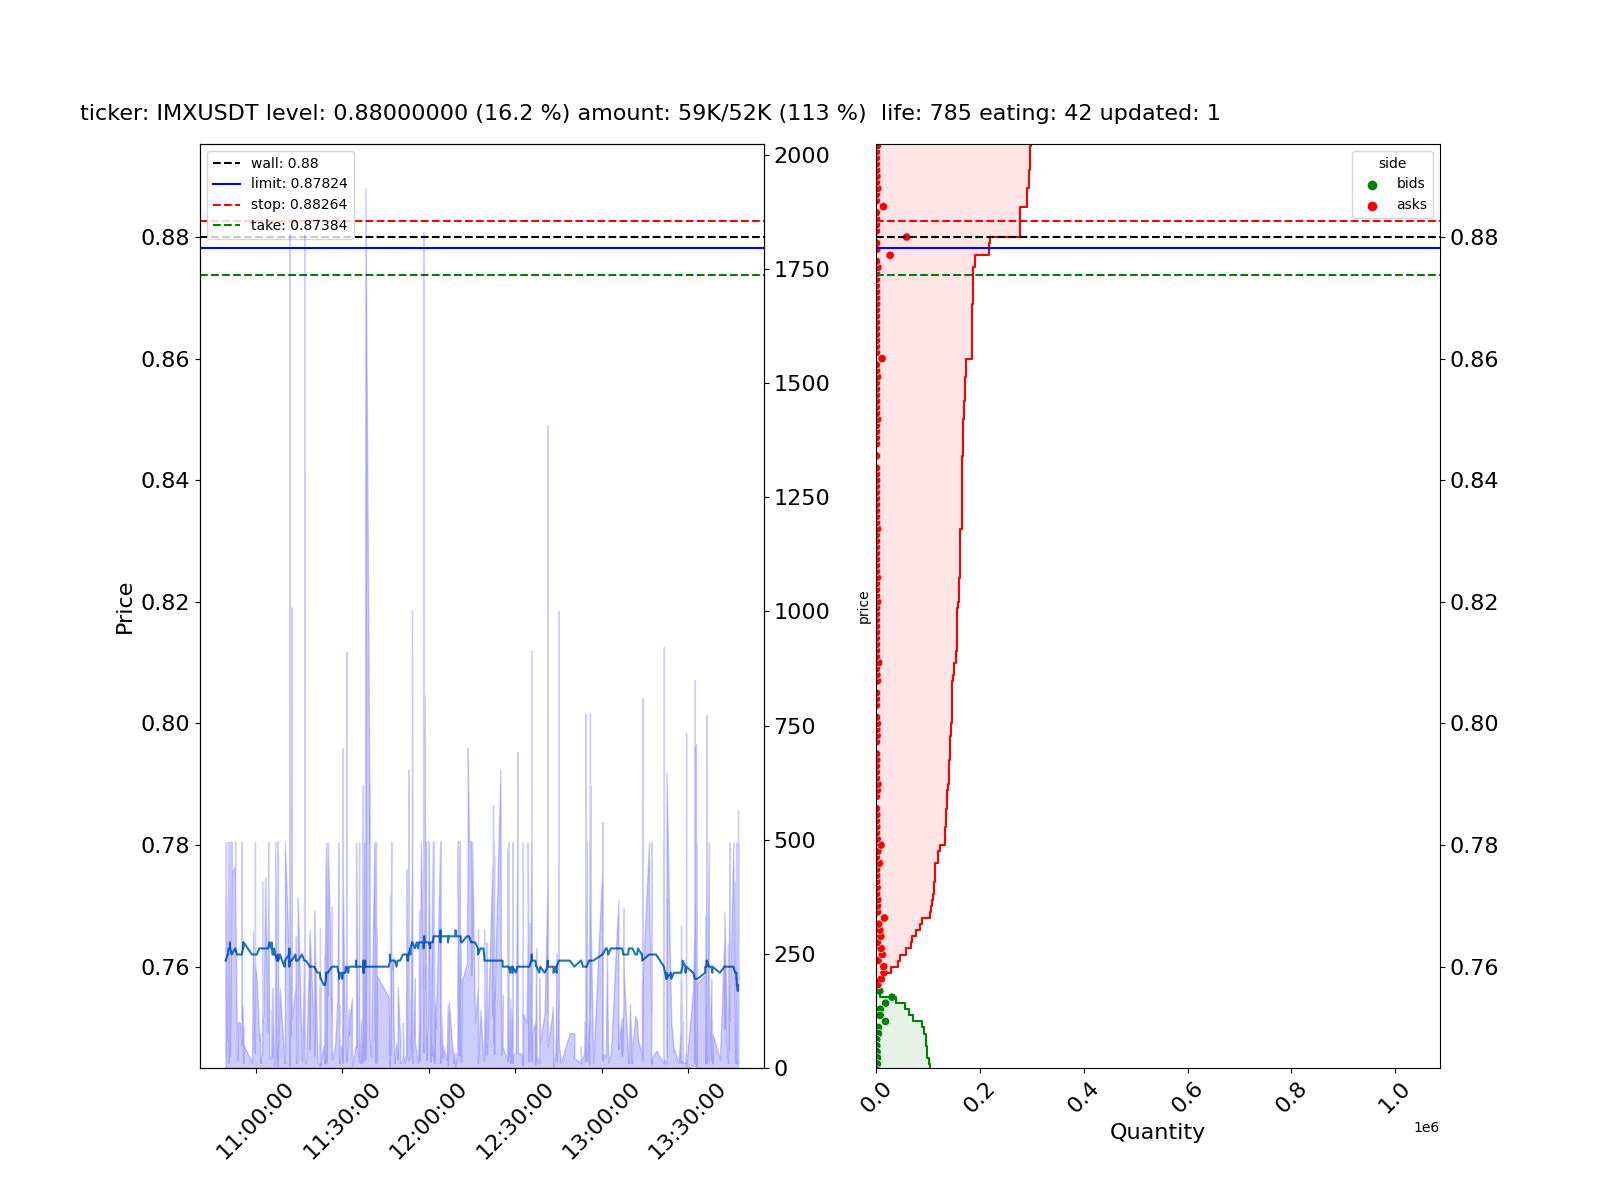 ticker: IMXUSDT level: 0.88000000 (16.2 %) amount: 59K/52K (113 %)  life: 785 eating: 42 updated: 1
wall: 0.88
limit: 0.87824
stop: 0.88264
take: 0.87384
Price
0.88
0.86
0.84
0.82
0.80
0.78
0.76
2000
1750
1500
1250
1000
750
500
250
0
11:00:00
11:30:00
12:00:00
12:30:00
13:00:00
13:30:00
price
side
bids
asks
0.88
0.86
0.84
0.82
0.80
0.78
0.76
0.0
0.2
0.4
0.6
0.8
1.0
1e6
Quantity